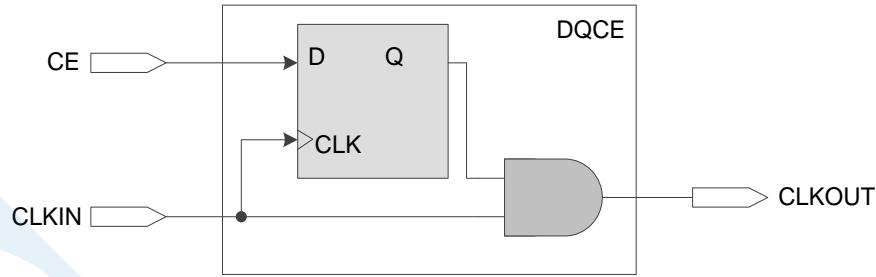 DQCE
CE
D Q
CLK
CLKIN
CLKOUT